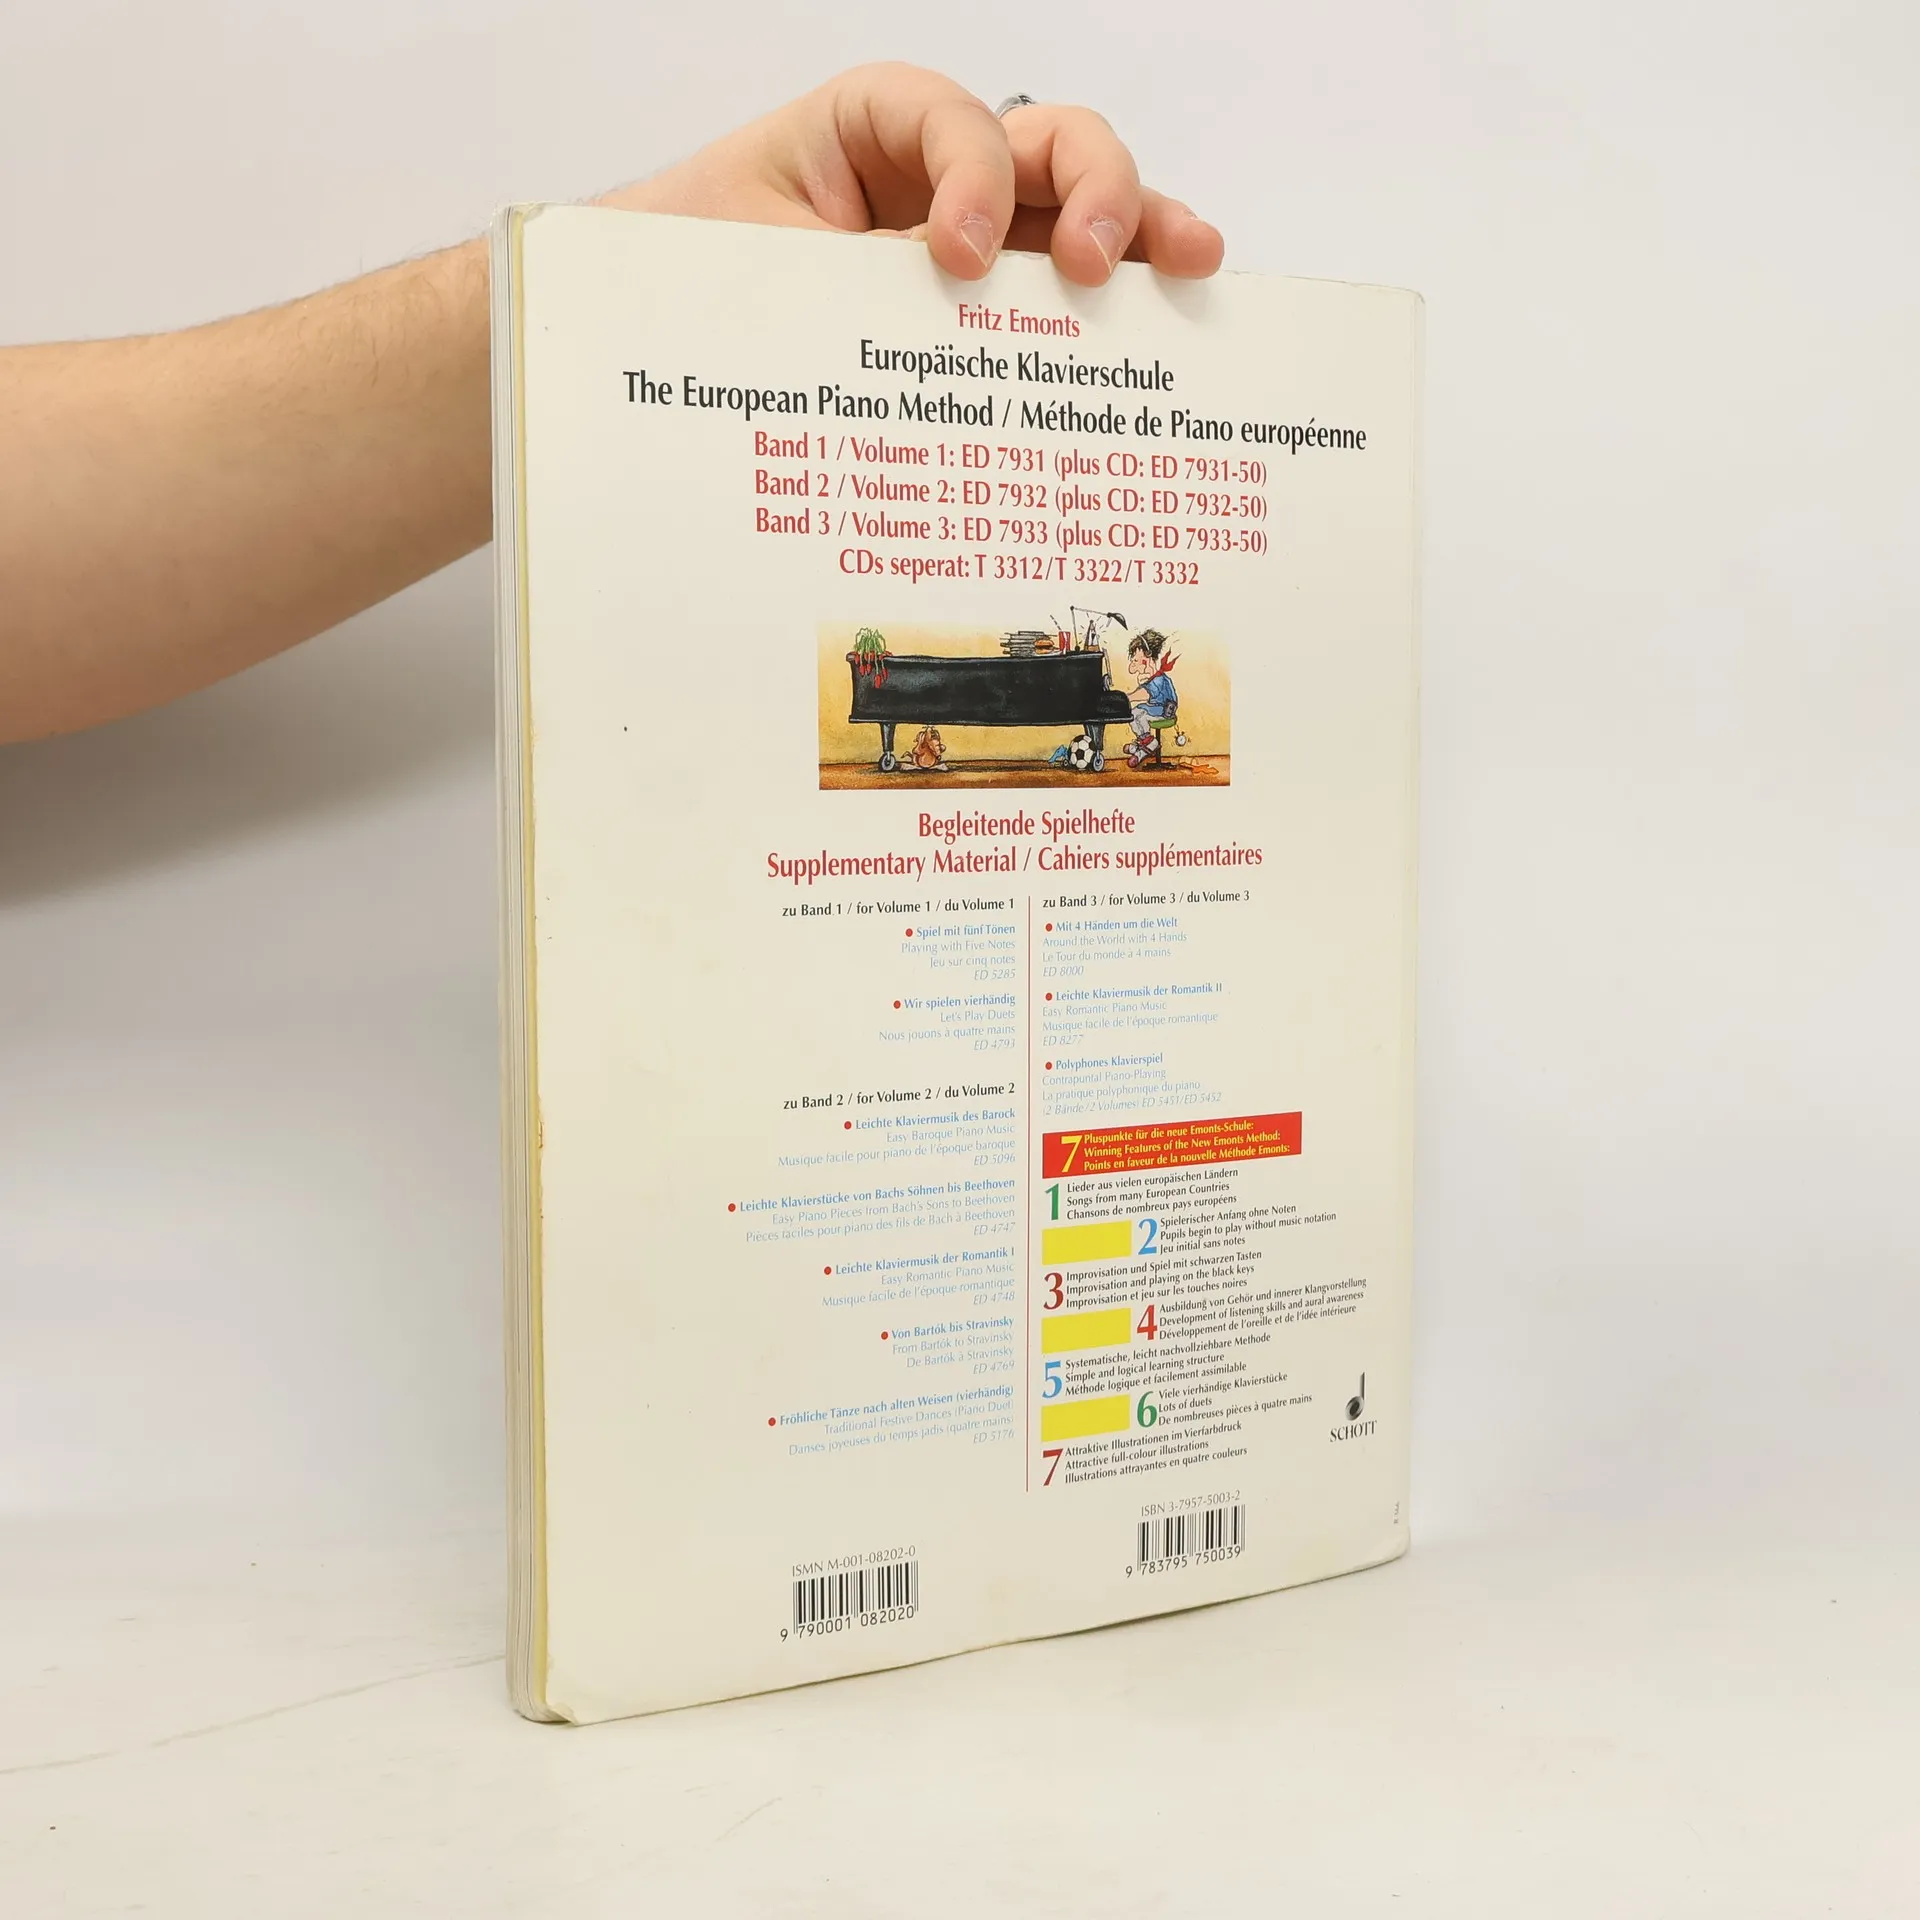 Fritz Emonts
Europäische Klavierschule
The European Piano Method / Méthode de Piano européenne
Band 1 / Volume 1: ED 7931 (plus CD: ED 7931-50)
Band 2 / Volume 2: ED 7932 (plus CD: ED 7932-50)
Band 3 / Volume 3: ED 7933 (plus CD: ED 7933-50)
CDs seperat: T 3312/T 3322/T 3332
Begleitende Spielhefte
Supplementary Material / Cahiers supplémentaires
zu Band 1 / for Volume 1 / du Volume 1
● Spiel mit fünf Tönen
Playing with Five Notes
Jeu sur cinq notes
ED 5285
● Wir spielen vierhändig
Let's Play Duets
Nous jouons à quatre mains
ED 4793
zu Band 2 / for Volume 2 / du Volume 2
● Leichte Klaviermusik des Barock
Easy Baroque Piano Music
Musique facile pour piano de l'époque baroque
ED 5096
● Leichte Klavierstücke von Bachs Söhnen bis Beethoven
Easy Piano Pieces from Bach's Sons to Beethoven
Pièces faciles pour piano des fils de Bach à Beethoven
ED 4747
● Leichte Klaviermusik der Romantik I
Easy Romantic Piano Music
Musique facile de l'époque romantique
ED 4748
● Von Bartók bis Stravinsky
From Bartók to Stravinsky
De Bartók à Stravinsky
ED 4769
● Fröhliche Tänze nach alten Weisen (vierhändig)
Traditional Festive Dances (Piano Duet)
Danses joyeuses du temps jadis (quatre mains)
ED 5176
zu Band 3 / for Volume 3 / du Volume 3
● Mit 4 Händen um die Welt
Around the World with 4 Hands
Le Tour du monde à 4 mains
ED 8000
● Leichte Klaviermusik der Romantik II
Easy Romantic Piano Music
Musique facile de l'époque romantique
ED 8277
● Polyphones Klavierspiel
Contrapuntal Piano-Playing
La pratique polyphonique du piano
(2 Bände/2 Volumes) ED 5451/ED 5452
7 Pluspunkte für die neue Emonts-Schule:
Winning Features of the New Emonts Method:
Points en faveur de la nouvelle Méthode Emonts:
1 Lieder aus vielen europäischen Ländern
Songs from many European Countries
Chansons de nombreux pays européens
2 Spielerischer Anfang ohne Noten
Pupils begin to play without music notation
Jeu initial sans notes
3 Improvisation und Spiel mit schwarzen Tasten
Improvisation and playing on the black keys
Improvisation et jeu sur les touches noires
4 Ausbildung von Gehör und innerer Klangvorstellung
Development of listening skills and aural awareness
Développement de l'oreille et de l'idée intérieure
5 Systematische, leicht nachvollziehbare Methode
Simple and logical learning structure
Méthode logique et facilement assimilable
6 Viele vierhändige Klavierstücke
Lots of duets
De nombreuses pièces à quatre mains
7 Attraktive Illustrationen im Vierfarbdruck
Attractive full-colour illustrations
Illustrations attrayantes en quatre couleurs
SCHOTT
ISMN M-001-08202-0
9 790001 082020
ISBN 3-7957-5003-2
9 783795 750039